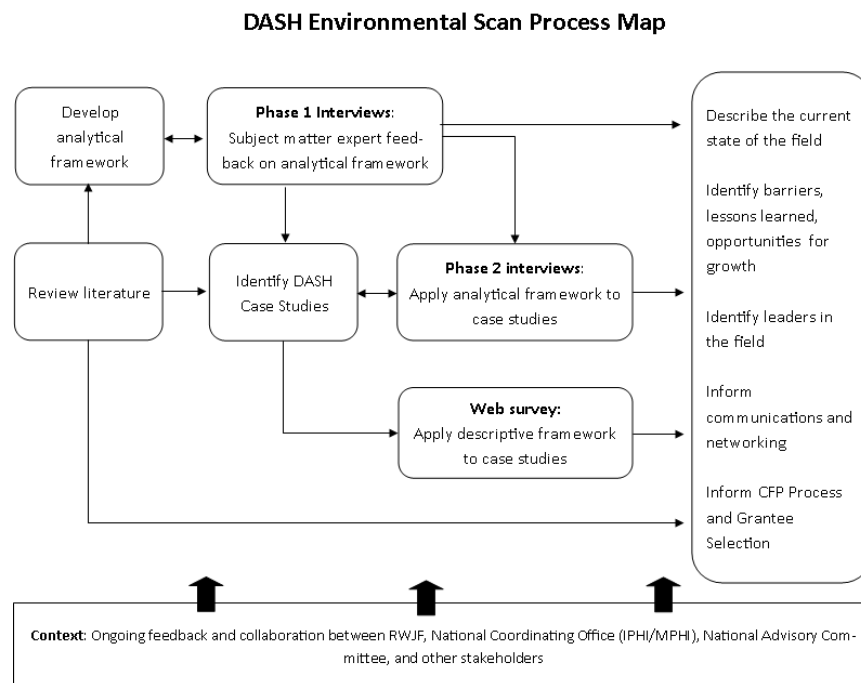 DASH Environmental Scan Process Map
Develop
analytical
framework
Phase 1 Interviews:
Subject matter expert feed-
back on analytical framework
Review literature
Identify DASH
Case Studies
Phase 2 interviews:
Apply analytical framework to
case studies
Web survey:
Apply descriptive framework
to case studies
Describe the current
state of the field
Identify barriers,
lessons learned,
opportunities for
growth
Identify leaders in
the field
Inform
communications and
networking
Inform CFP Process
and Grantee
Selection
Context: Ongoing feedback and collaboration between RWJF, National Coordinating Office (IPHI/MPHI), National Advisory Com-
mittee, and other stakeholders